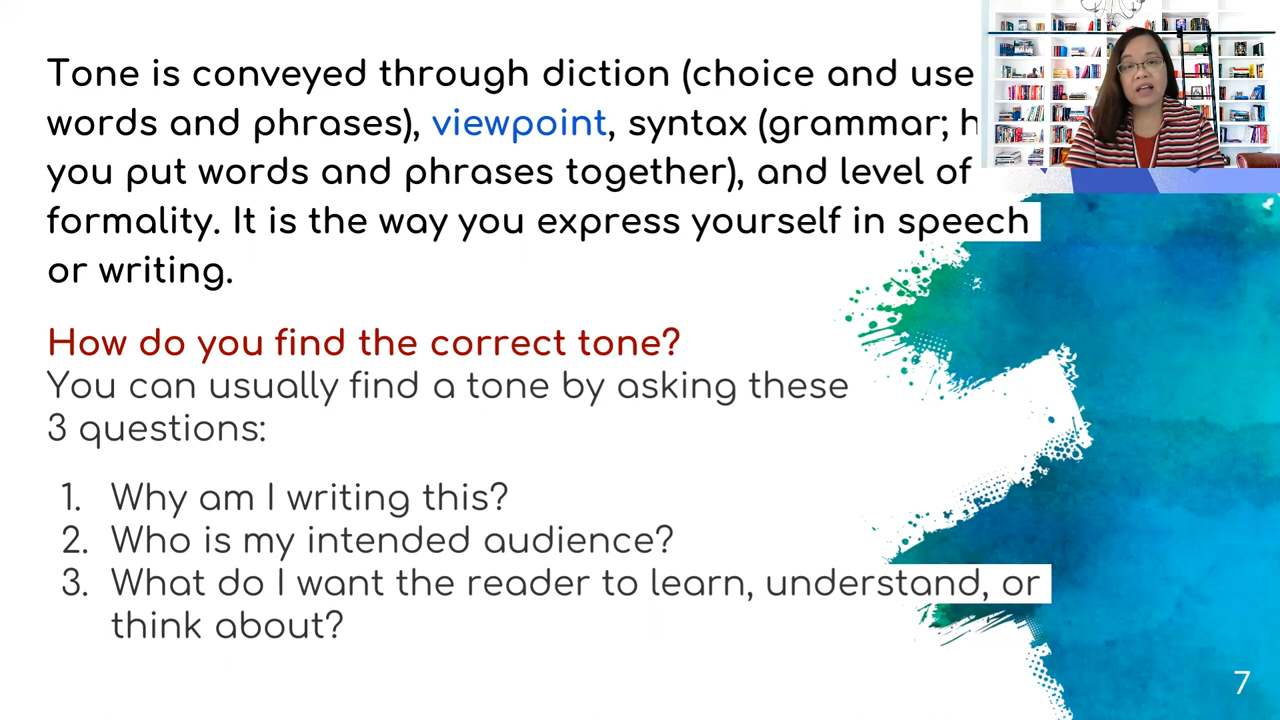 Tone is conveyed through diction (choice and use
words and phrases), viewpoint, syntax (grammar;
you put words and phrases together), and level of
formality. It is the way you express yourself in speech
or writing.
How do you find the correct tone?
You can usually find a tone by asking these
3 questions:
1. Why am I writing this?
2. Who is my intended audience?
3. What do I want the reader to learn, understand, or
think about?
7